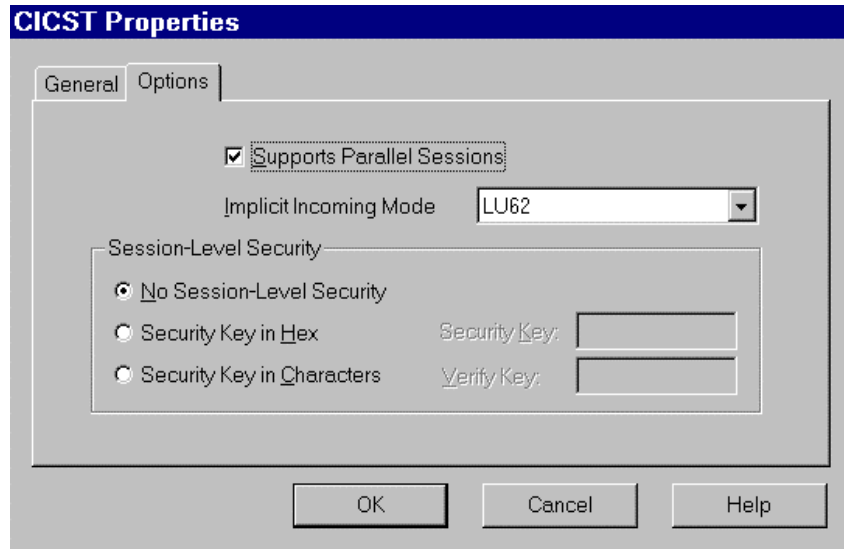 CICST Properties
General Options
Supports Parallel Sessions
Implicit Incoming Mode LU62
Session-Level Security
No Session-Level Security
Security Key in Hex Security Key:
Security Key in Characters Verify Key:
OK Cancel Help